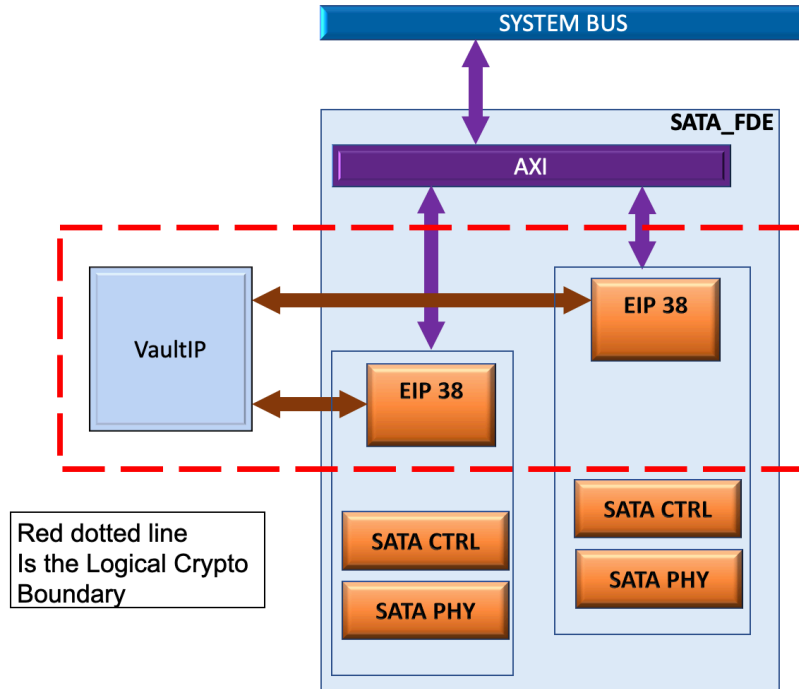 SYSTEM BUS
SATA_FDE
AXI
EIP 38
VaultIP
EIP 38
SATA CTRL
SATA CTRL
SATA PHY
SATA PHY
Red dotted line
Is the Logical Crypto
Boundary